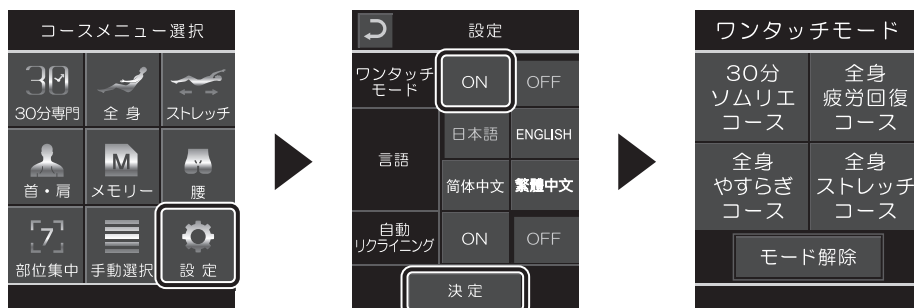 コースメニュー選択
30
30分専門
全身
ストレッチ
首・肩
M
メモリー
腰
7
部位集中
手動選択
設定
設定
ワンタッチ
モード
ON
OFF
言語
日本語
ENGLISH
简体中文
繁體中文
自動
リクライニング
ON
OFF
決定
ワンタッチモード
30分
ソムリエ
コース
全身
疲労回復
コース
全身
やすらぎ
コース
全身
ストレッチ
コース
モード解除